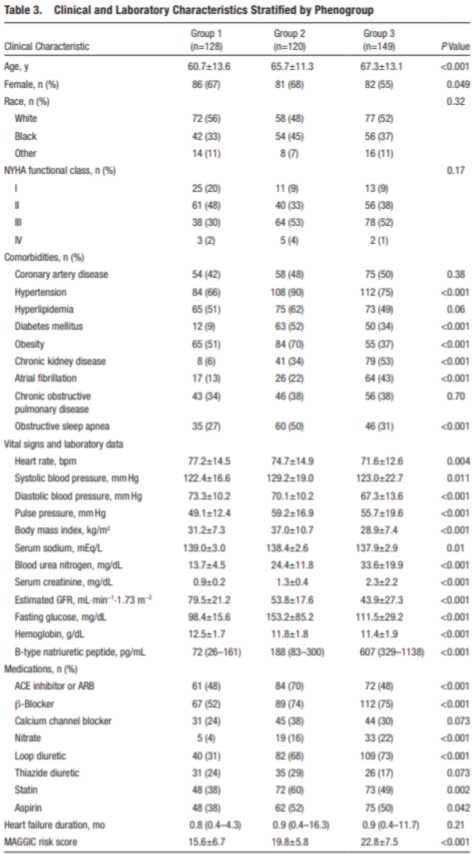 Table 3. Clinical and Laboratory Characteristics Stratified by Phenogroup
Clinical Characteristic Group 1 (n=128) Group 2 (n=120) Group 3 (n=149) P Value
Age, y 60.7±13.6 65.7±11.3 67.3±13.1 <0.001
Female, n (%) 86 (67) 81 (68) 82 (55) 0.049
Race, n (%) 0.32
White 72 (56) 58 (48) 77 (52)
Black 42 (33) 54 (45) 56 (37)
Other 14 (11) 8 (7) 16 (11)
NYHA functional class, n (%) 0.17
I 25 (20) 11 (9) 13 (9)
II 61 (48) 40 (33) 56 (38)
III 38 (30) 64 (53) 78 (52)
IV 3 (2) 5 (4) 2 (1)
Comorbidities, n (%)
Coronary artery disease 54 (42) 58 (48) 75 (50) 0.38
Hypertension 84 (66) 108 (90) 112 (75) <0.001
Hyperlipidemia 65 (51) 75 (62) 73 (49) 0.06
Diabetes mellitus 12 (9) 63 (52) 50 (34) <0.001
Obesity 65 (51) 84 (70) 55 (37) <0.001
Chronic kidney disease 8 (6) 41 (34) 79 (53) <0.001
Atrial fibrillation 17 (13) 26 (22) 64 (43) <0.001
Chronic obstructive 43 (34) 46 (38) 56 (38) 0.70
pulmonary disease
Obstructive sleep apnea 35 (27) 60 (50) 46 (31) <0.001
Vital signs and laboratory data
Heart rate, bpm 77.2±14.5 74.7±14.9 71.6±12.6 0.004
Systolic blood pressure, mm Hg 122.4±16.6 129.2±19.0 123.0±22.7 0.011
Diastolic blood pressure, mm Hg 73.3±10.2 70.1±10.2 67.3±13.6 <0.001
Pulse pressure, mm Hg 49.1±12.4 59.2±16.9 55.7±19.6 <0.001
Body mass index, kg/m² 31.2±7.3 37.0±10.7 28.9±7.4 <0.001
Serum sodium, mEq/L 139.0±3.0 138.4±2.6 137.9±2.9 0.01
Blood urea nitrogen, mg/dL 13.7±4.5 24.4±11.8 33.6±19.9 <0.001
Serum creatinine, mg/dL 0.9±0.2 1.3±0.4 2.3±2.2 <0.001
Estimated GFR, mL·min⁻¹·1.73 m⁻² 79.5±21.2 53.8±17.6 43.9±27.3 <0.001
Fasting glucose, mg/dL 98.4±15.6 153.2±85.2 111.5±29.2 <0.001
Hemoglobin, g/dL 12.5±1.7 11.8±1.8 11.4±1.9 <0.001
B-type natriuretic peptide, pg/mL 72 (26–161) 188 (83–300) 607 (329–1138) <0.001
Medications, n (%)
ACE inhibitor or ARB 61 (48) 84 (70) 72 (48) <0.001
β-Blocker 67 (52) 89 (74) 112 (75) <0.001
Calcium channel blocker 31 (24) 45 (38) 44 (30) 0.073
Nitrate 5 (4) 19 (16) 33 (22) <0.001
Loop diuretic 40 (31) 82 (68) 109 (73) <0.001
Thiazide diuretic 31 (24) 35 (29) 26 (17) 0.073
Statin 48 (38) 72 (60) 73 (49) 0.002
Aspirin 48 (38) 62 (52) 75 (50) 0.042
Heart failure duration, mo 0.8 (0.4–4.3) 0.9 (0.4–16.3) 0.9 (0.4–11.7) 0.21
MAGGIC risk score 15.6±6.7 19.8±5.8 22.8±7.5 <0.001